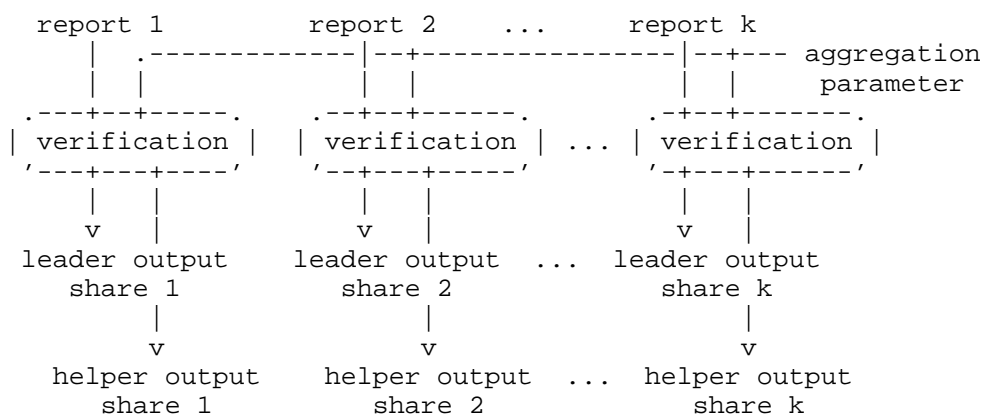 report 1 report 2 ... report k
aggregation
parameter
verification verification ... verification
v v v
leader output leader output ... leader output
share 1 share 2 share k
v v v
helper output helper output ... helper output
share 1 share 2 share k